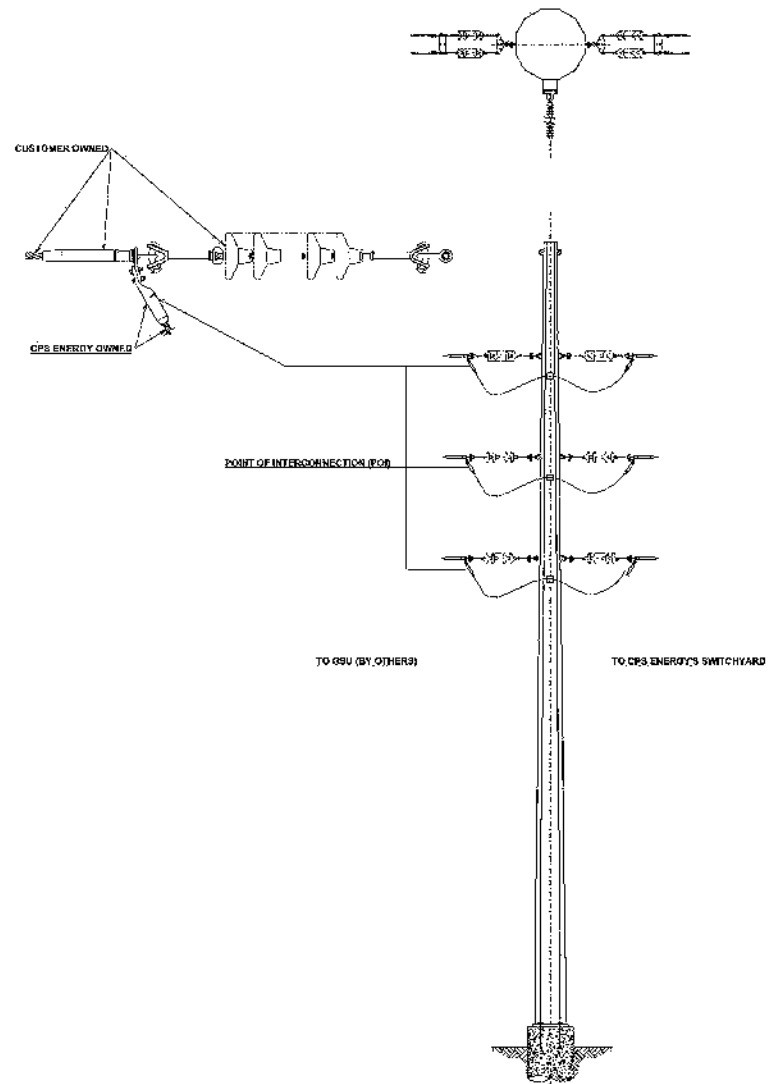 CUSTOMER OWNED
CPS ENERGY OWNED
POINT OF INTERCONNECTION (POI)
TO GSU (BY OTHERS)
TO CPS ENERGY'S SWITCHYARD